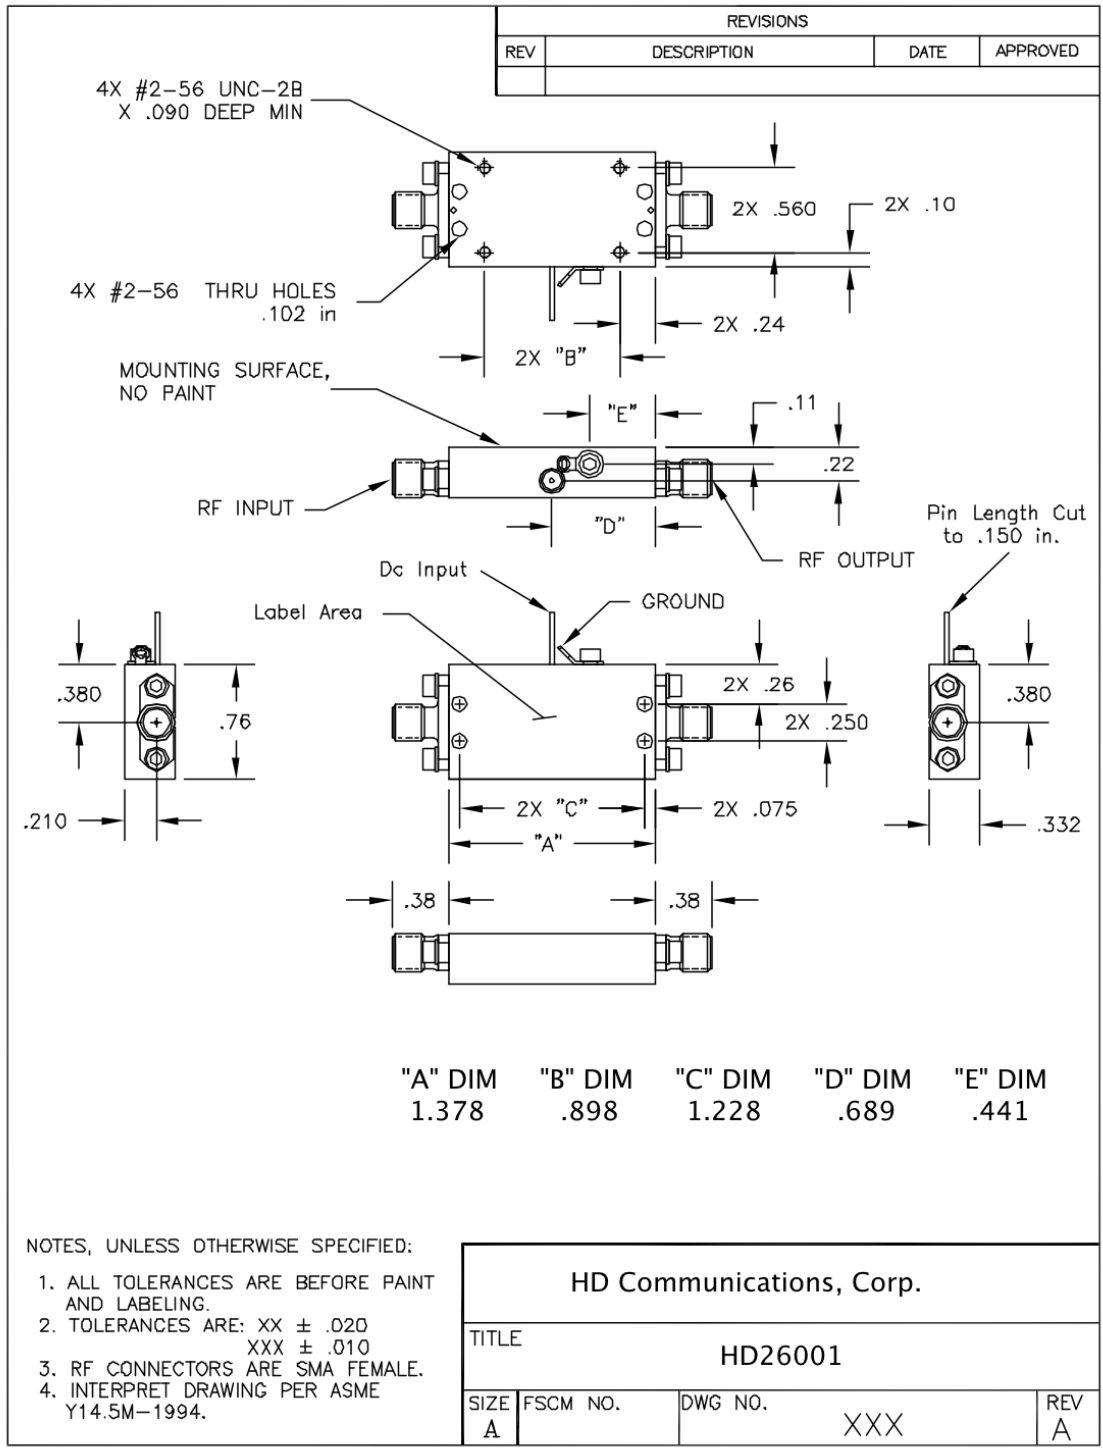 REVISIONS
REV DESCRIPTION DATE APPROVED
4X #2-56 UNC-2B
X .090 DEEP MIN
2X .560
2X .10
4X #2-56 THRU HOLES
.102 in
2X .24
2X "B"
MOUNTING SURFACE,
NO PAINT
"E"
.11
.22
RF INPUT
"D"
RF OUTPUT
Pin Length Cut
to .150 in.
Dc Input
GROUND
Label Area
.380
.76
2X .26
2X .250
.380
.210
2X "C"
2X .075
"A"
.332
.38
.38
"A" DIM "B" DIM "C" DIM "D" DIM "E" DIM
1.378 .898 1.228 .689 .441
NOTES, UNLESS OTHERWISE SPECIFIED:
1. ALL TOLERANCES ARE BEFORE PAINT
AND LABELING.
2. TOLERANCES ARE: XX ± .020
XXX ± .010
3. RF CONNECTORS ARE SMA FEMALE.
4. INTERPRET DRAWING PER ASME
Y14.5M-1994.
HD Communications, Corp.
TITLE
HD26001
SIZE FSCM NO. DWG NO. REV
A XXX A